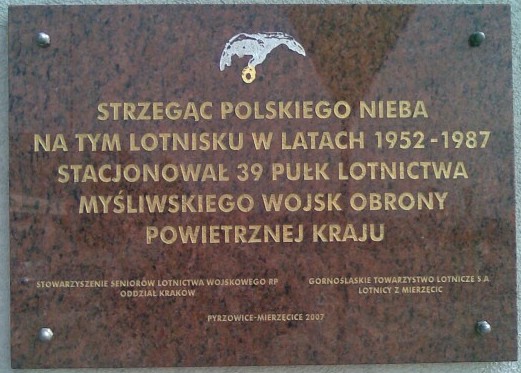 STRZEGĄC POLSKIEGO NIEBA
NA TYM LOTNISKU W LATACH 1952-1987
STACJONOWAŁ 39 PUŁK LOTNICTWA
MYŚLIWSKIEGO WOJSK OBRONY
POWIETRZNEJ KRAJU
STOWARZYSZENIE SENIORÓW LOTNICTWA WOJSKOWEGO RP
ODDZIAŁ KRAKÓW
GÓRNOŚLĄSKIE TOWARZYSTWO LOTNICZE S.A
LOTNICY Z MIERZĘCIC
PYRZOWICE-MIERZĘCICE 2007